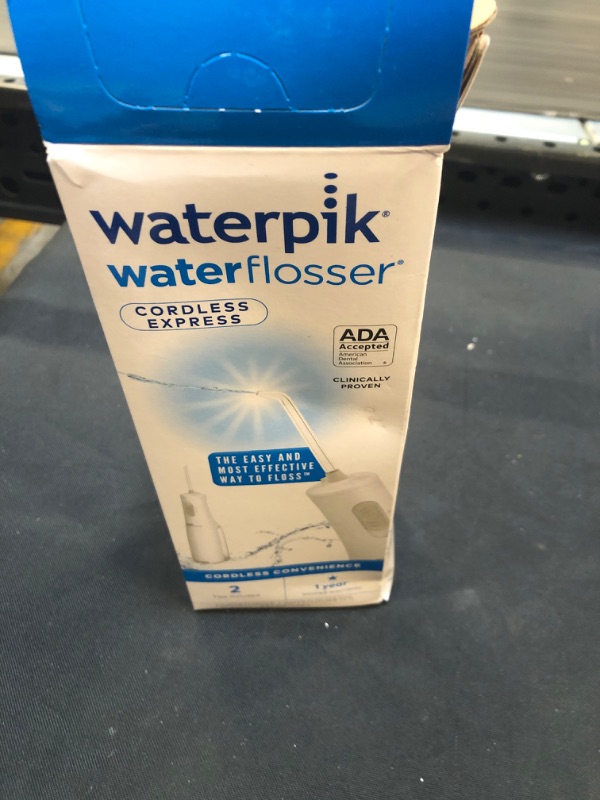 waterpik®
waterflosser®
CORDLESS
EXPRESS
ADA
Accepted
American
Dental
Association
CLINICALLY
PROVEN
THE EASY AND
MOST EFFECTIVE
WAY TO FLOSS™
CORDLESS CONVENIENCE
2
1 year